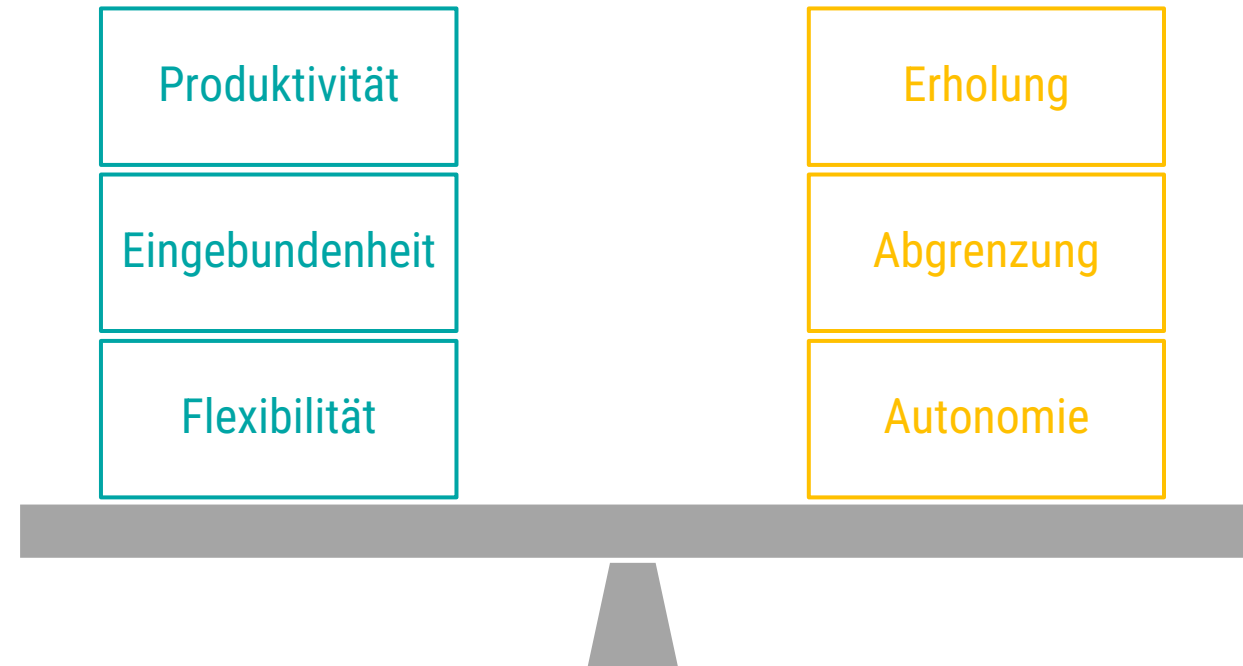 Produktivität
Erholung
Eingebundenheit
Abgrenzung
Flexibilität
Autonomie